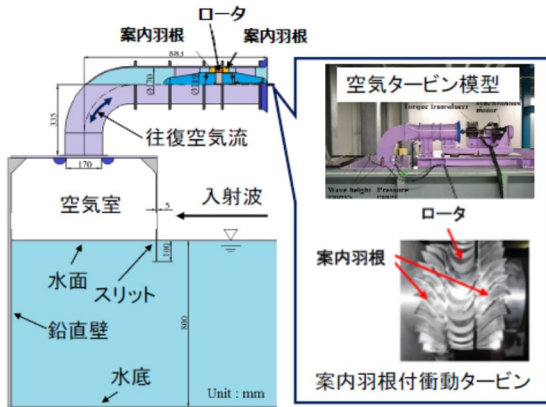 ロータ
案内羽根
案内羽根
885
Ø170
335
往復空気流
170
空気室
入射波
5
100
水面
スリット
鉛直壁
800
水底
Unit : mm
空気タービン模型
Torque transducer
motor
Wave height
Pressure
ロータ
案内羽根
案内羽根付衝動タービン